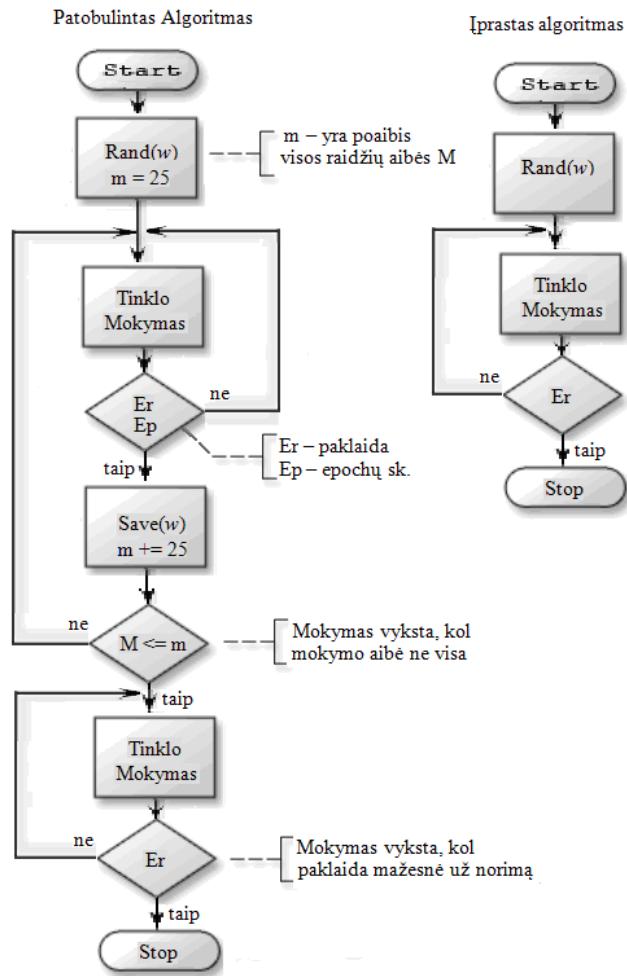 Patobulintas Algoritmas
Start
Rand(w)
m = 25
m – yra poaibis
visos raidžių aibės M
Tinklo
Mokymas
Er
Ep
ne
taip
Er – paklaida
Ep – epochų sk.
Save(w)
m += 25
M <= m
ne
taip
Mokymas vyksta, kol
mokymo aibė ne visa
Tinklo
Mokymas
Er
ne
taip
Mokymas vyksta, kol
paklaida mažesnė už norimą
Stop
Įprastas algoritmas
Start
Rand(w)
Tinklo
Mokymas
ne
Er
taip
Stop